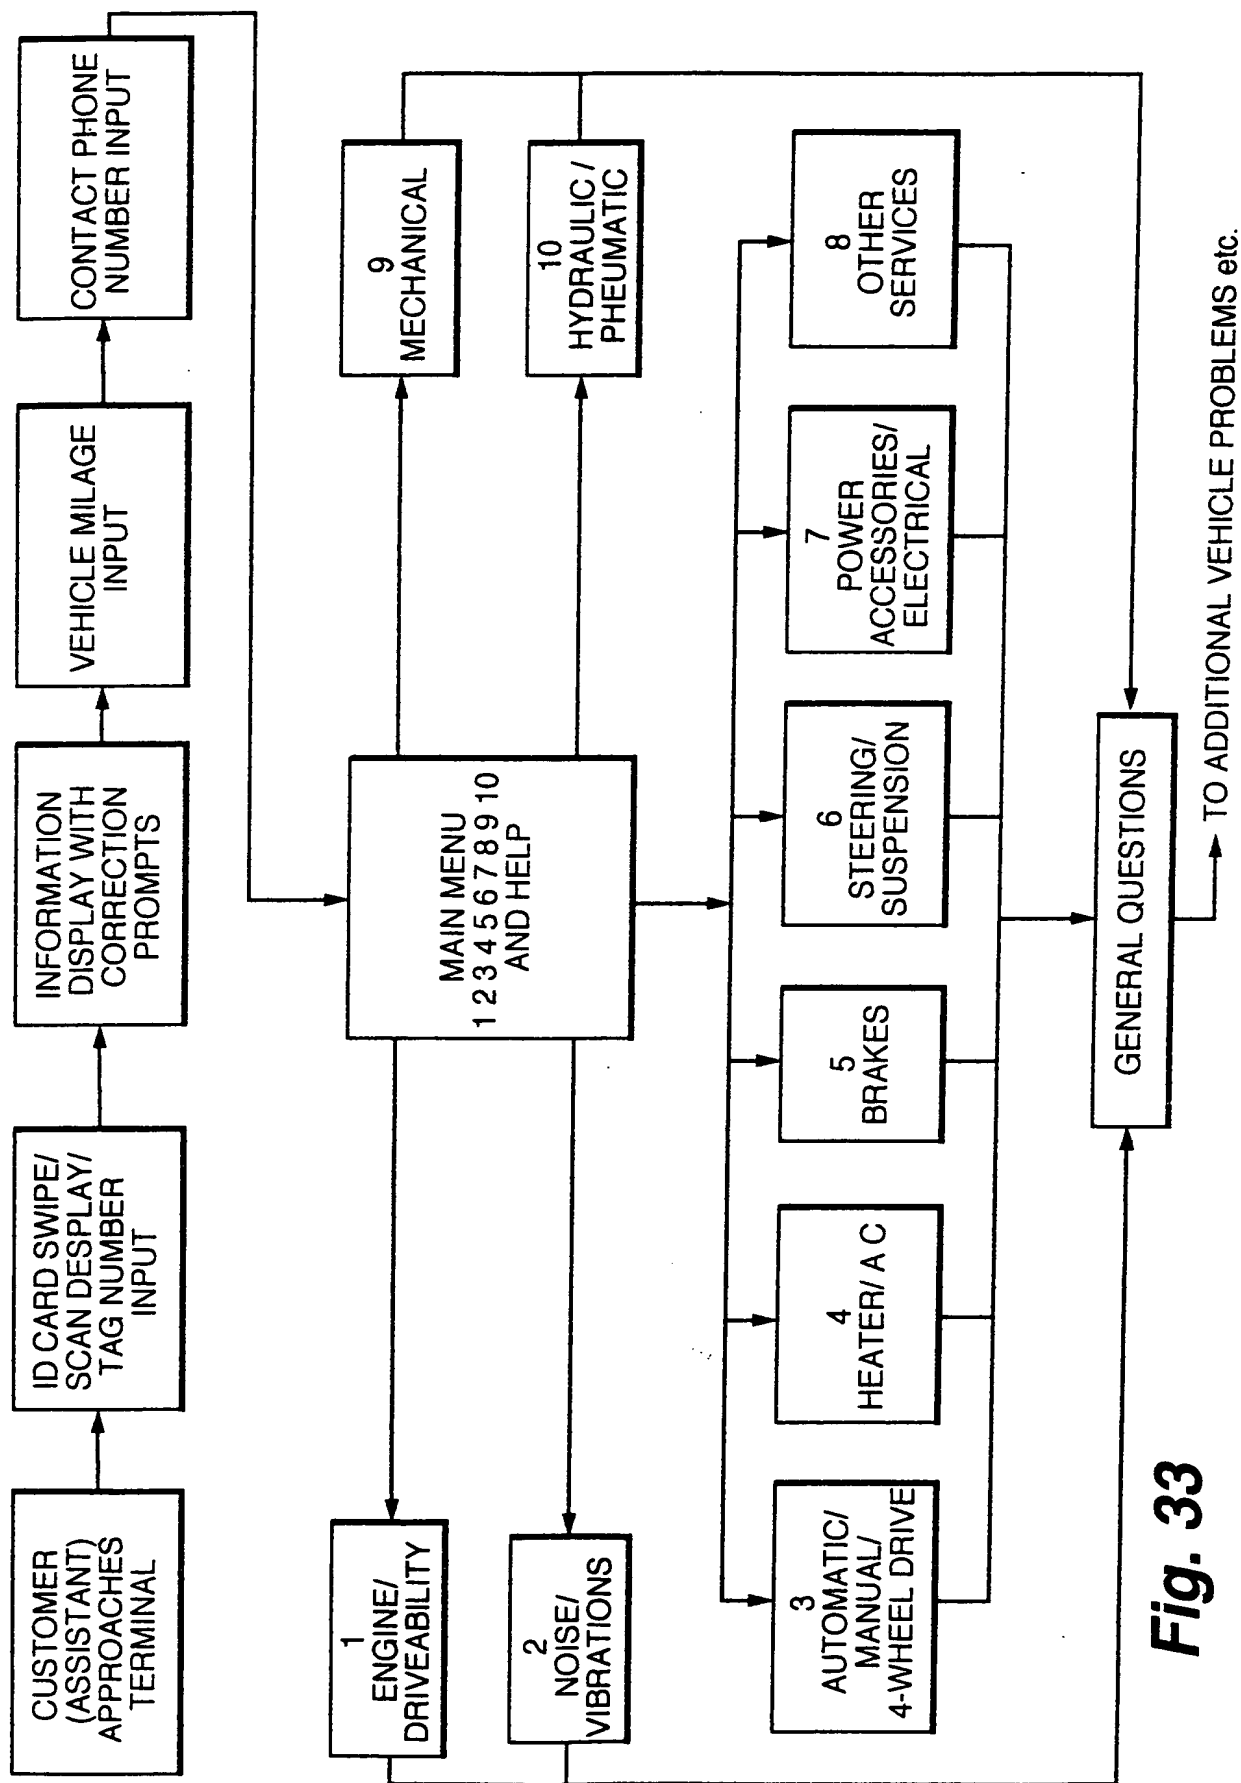 CUSTOMER
(ASSISTANT)
APPROACHES
TERMINAL
ID CARD SWIPE/
SCAN DESPLAY/
TAG NUMBER
INPUT
INFORMATION
DISPLAY WITH
CORRECTION
PROMPTS
VEHICLE MILAGE
INPUT
CONTACT PHONE
NUMBER INPUT
MAIN MENU
1 2 3 4 5 6 7 8 9 10
AND HELP
1
ENGINE/
DRIVEABILITY
2
NOISE/
VIBRATIONS
9
MECHANICAL
10
HYDRAULIC/
PHEUMATIC
3
AUTOMATIC/
MANUAL/
4-WHEEL DRIVE
4
HEATER/ A C
5
BRAKES
6
STEERING/
SUSPENSION
7
POWER
ACCESSORIES/
ELECTRICAL
8
OTHER
SERVICES
GENERAL QUESTIONS
TO ADDITIONAL VEHICLE PROBLEMS etc.
Fig. 33